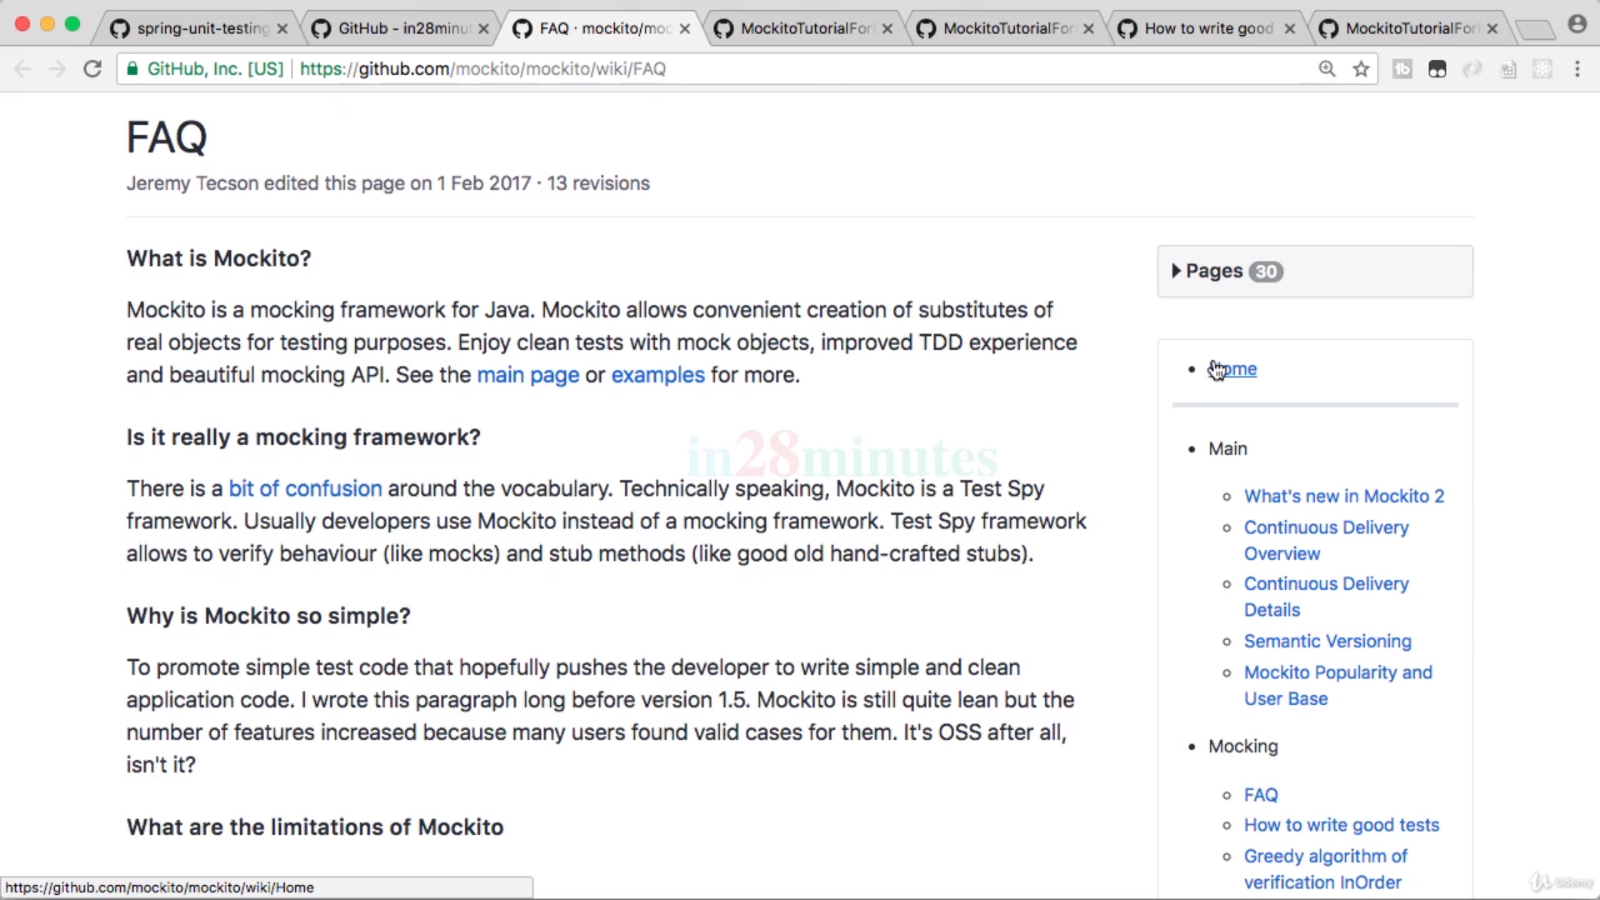 spring-unit-testing
GitHub - in28minut
FAQ · mockito/moc
MockitoTutorialFor
MockitoTutorialFor
How to write good
MockitoTutorialFor
GitHub, Inc. [US] https://github.com/mockito/mockito/wiki/FAQ
FAQ
Jeremy Tecson edited this page on 1 Feb 2017 · 13 revisions
What is Mockito?
Mockito is a mocking framework for Java. Mockito allows convenient creation of substitutes of
real objects for testing purposes. Enjoy clean tests with mock objects, improved TDD experience
and beautiful mocking API. See the main page or examples for more.
Is it really a mocking framework?
in28minutes
There is a bit of confusion around the vocabulary. Technically speaking, Mockito is a Test Spy
framework. Usually developers use Mockito instead of a mocking framework. Test Spy framework
allows to verify behaviour (like mocks) and stub methods (like good old hand-crafted stubs).
Why is Mockito so simple?
To promote simple test code that hopefully pushes the developer to write simple and clean
application code. I wrote this paragraph long before version 1.5. Mockito is still quite lean but the
number of features increased because many users found valid cases for them. It's OSS after all,
isn't it?
What are the limitations of Mockito
Pages 30
Home
Main
What's new in Mockito 2
Continuous Delivery
Overview
Continuous Delivery
Details
Semantic Versioning
Mockito Popularity and
User Base
Mocking
FAQ
How to write good tests
Greedy algorithm of
verification InOrder
https://github.com/mockito/mockito/wiki/Home
Udemy